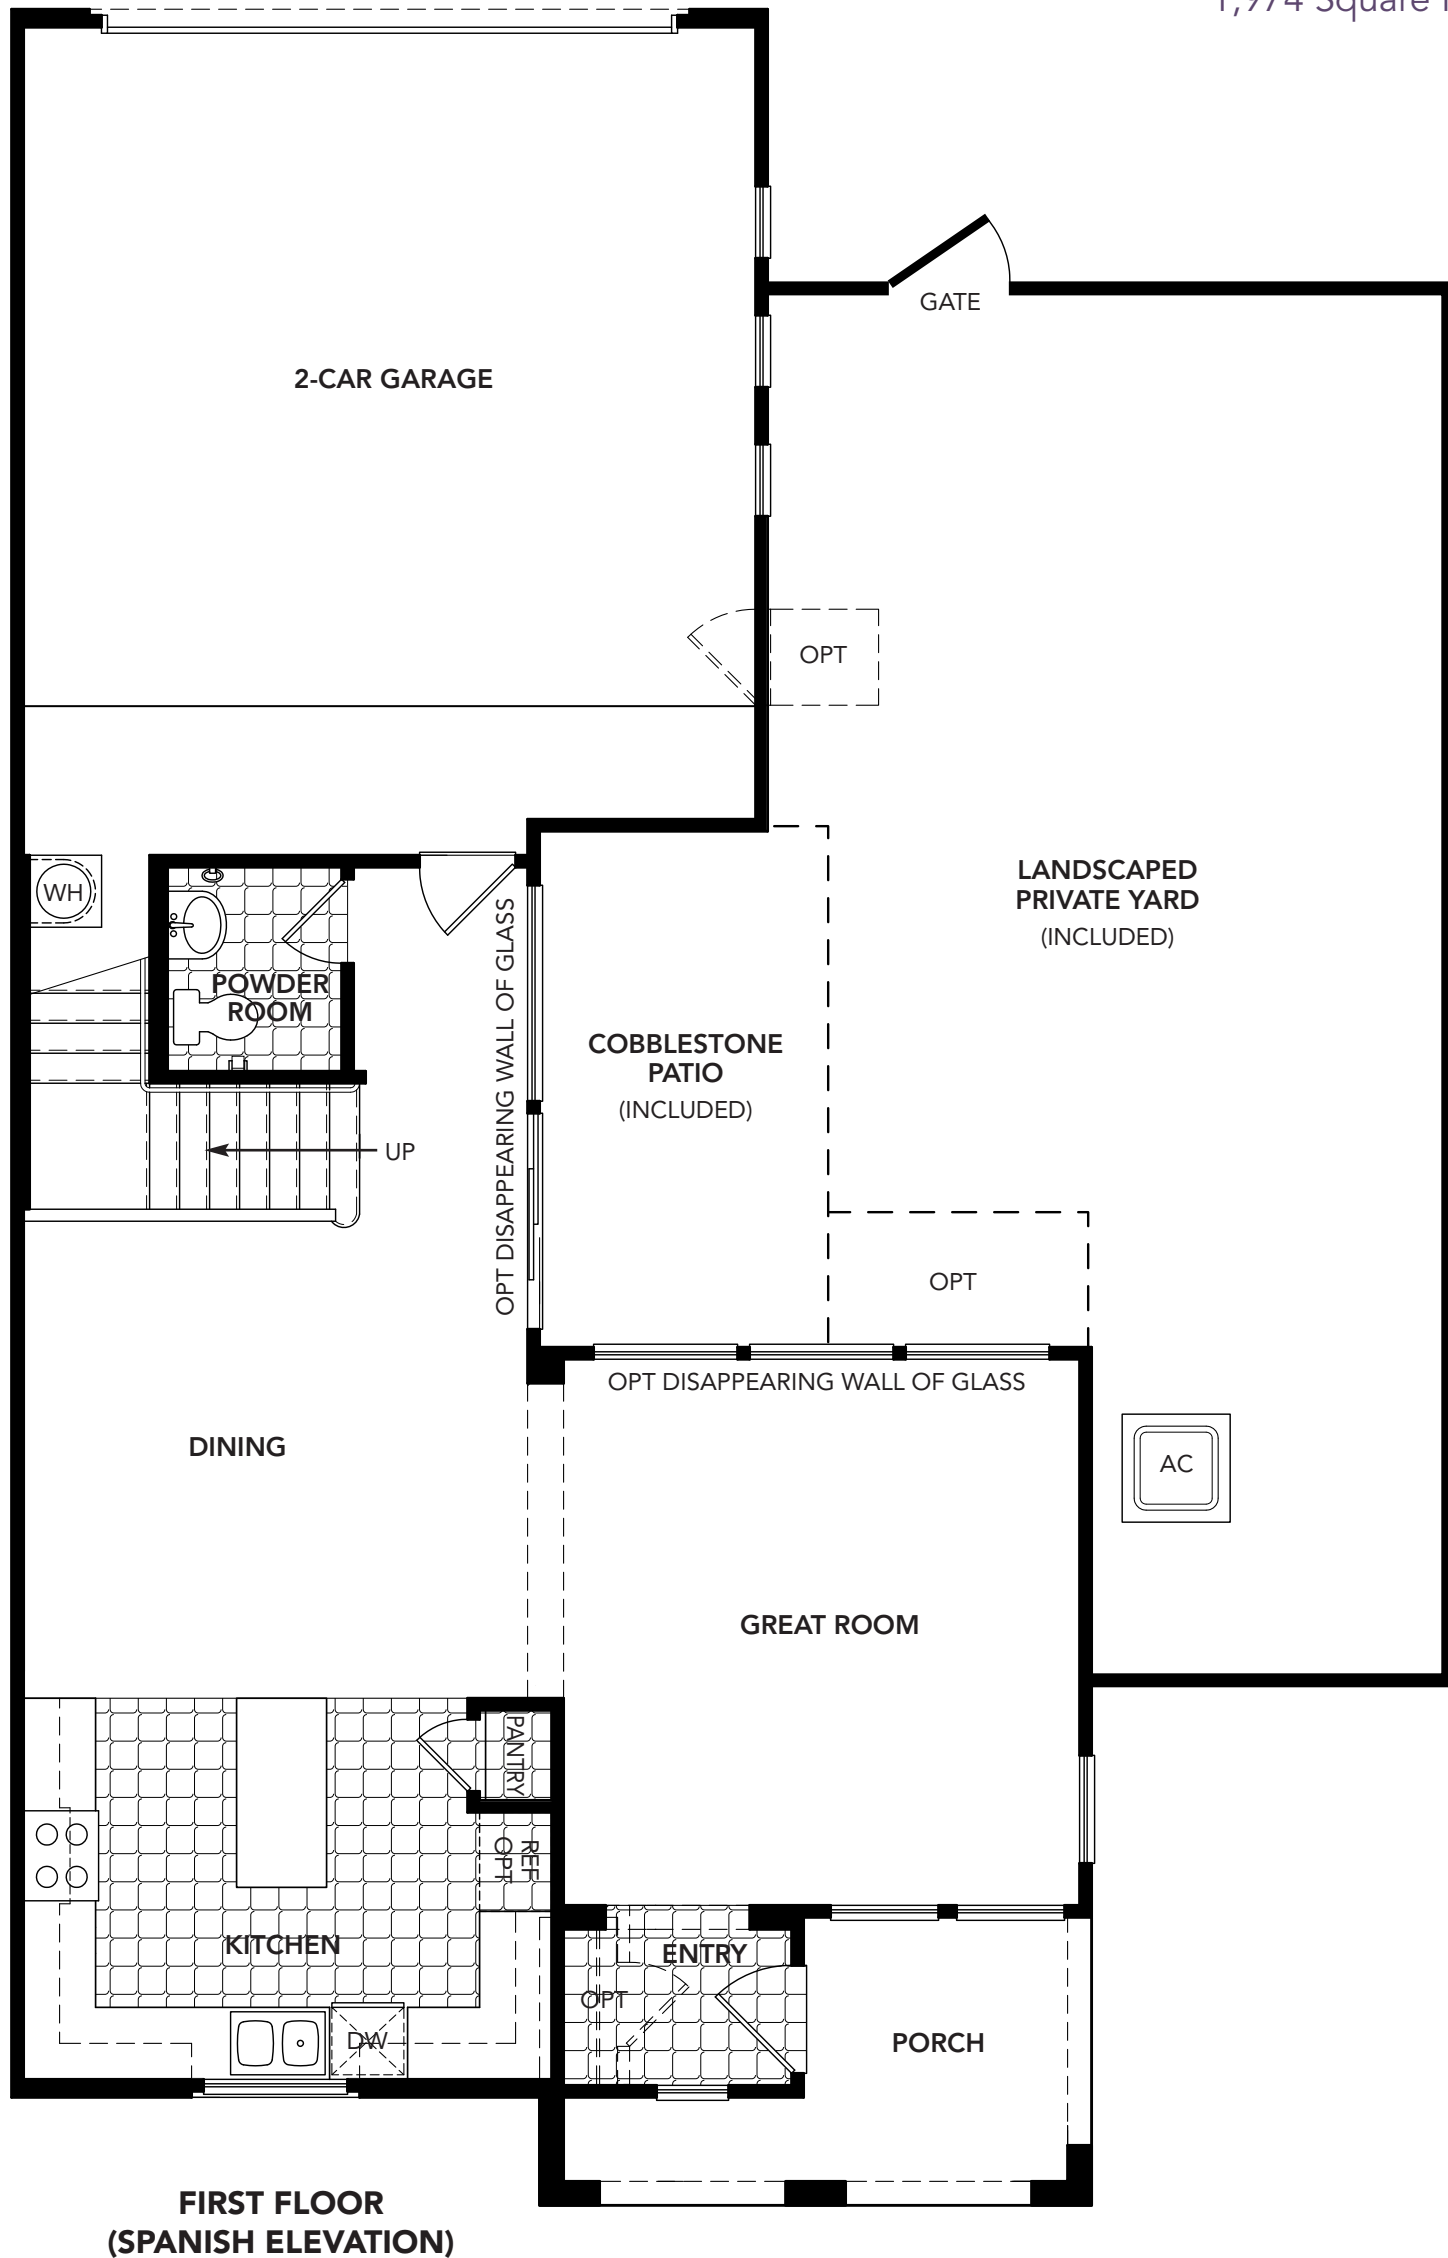 1,974 Square
GATE
2-CAR GARAGE
OPT
LANDSCAPED
PRIVATE YARD
(INCLUDED)
WH
OPT DISAPPEARING WALL OF GLASS
POWDER
ROOM
COBBLESTONE
PATIO
(INCLUDED)
UP
OPT
OPT DISAPPEARING WALL OF GLASS
DINING
AC
GREAT ROOM
PANTRY
REF
OPT
KITCHEN
ENTRY
OPT
DW
PORCH
FIRST FLOOR
(SPANISH ELEVATION)